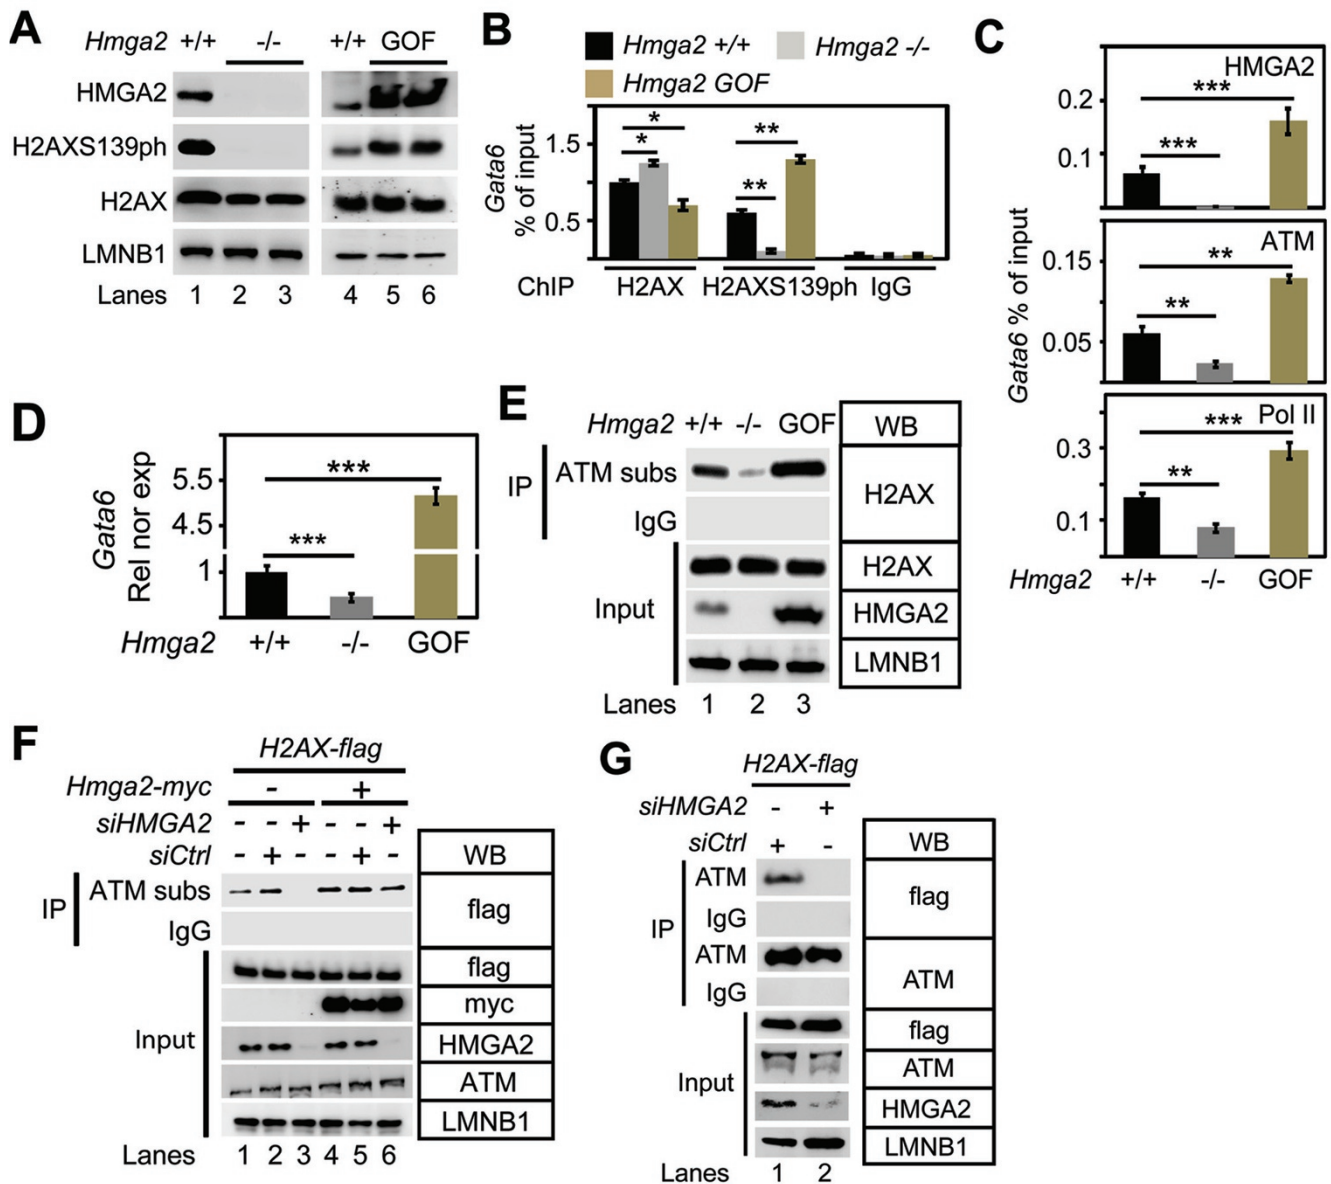 A
Hmga2 +/+ -/- +/+ GOF
HMGA2
H2AXS139ph
H2AX
LMNB1
Lanes 1 2 3 4 5 6
B
Hmga2 +/+ Hmga2 -/-
Hmga2 GOF
Gata6
% of input
1.5
0.5
* * ** **
ChIP H2AX H2AXS139ph IgG
C
Gata6 % of input
HMGA2
0.2
0.1
***
***
ATM
0.15
0.05
**
**
Pol II
0.3
0.1
***
**
Hmga2 +/+ -/- GOF
D
Gata6
Rel nor exp
5.5
4.5
1
***
***
Hmga2 +/+ -/- GOF
E
Hmga2 +/+ -/- GOF WB
IP ATM subs H2AX
IgG
Input H2AX
HMGA2
LMNB1
Lanes 1 2 3
F
H2AX-flag
Hmga2-myc - +
siHMGA2 - - + - - +
siCtrl - + - - + - WB
IP ATM subs flag
IgG
Input flag
myc
HMGA2
ATM
LMNB1
Lanes 1 2 3 4 5 6
G
H2AX-flag
siHMGA2 - +
siCtrl + - WB
IP ATM flag
IgG
ATM ATM
IgG
Input flag
ATM
HMGA2
LMNB1
Lanes 1 2